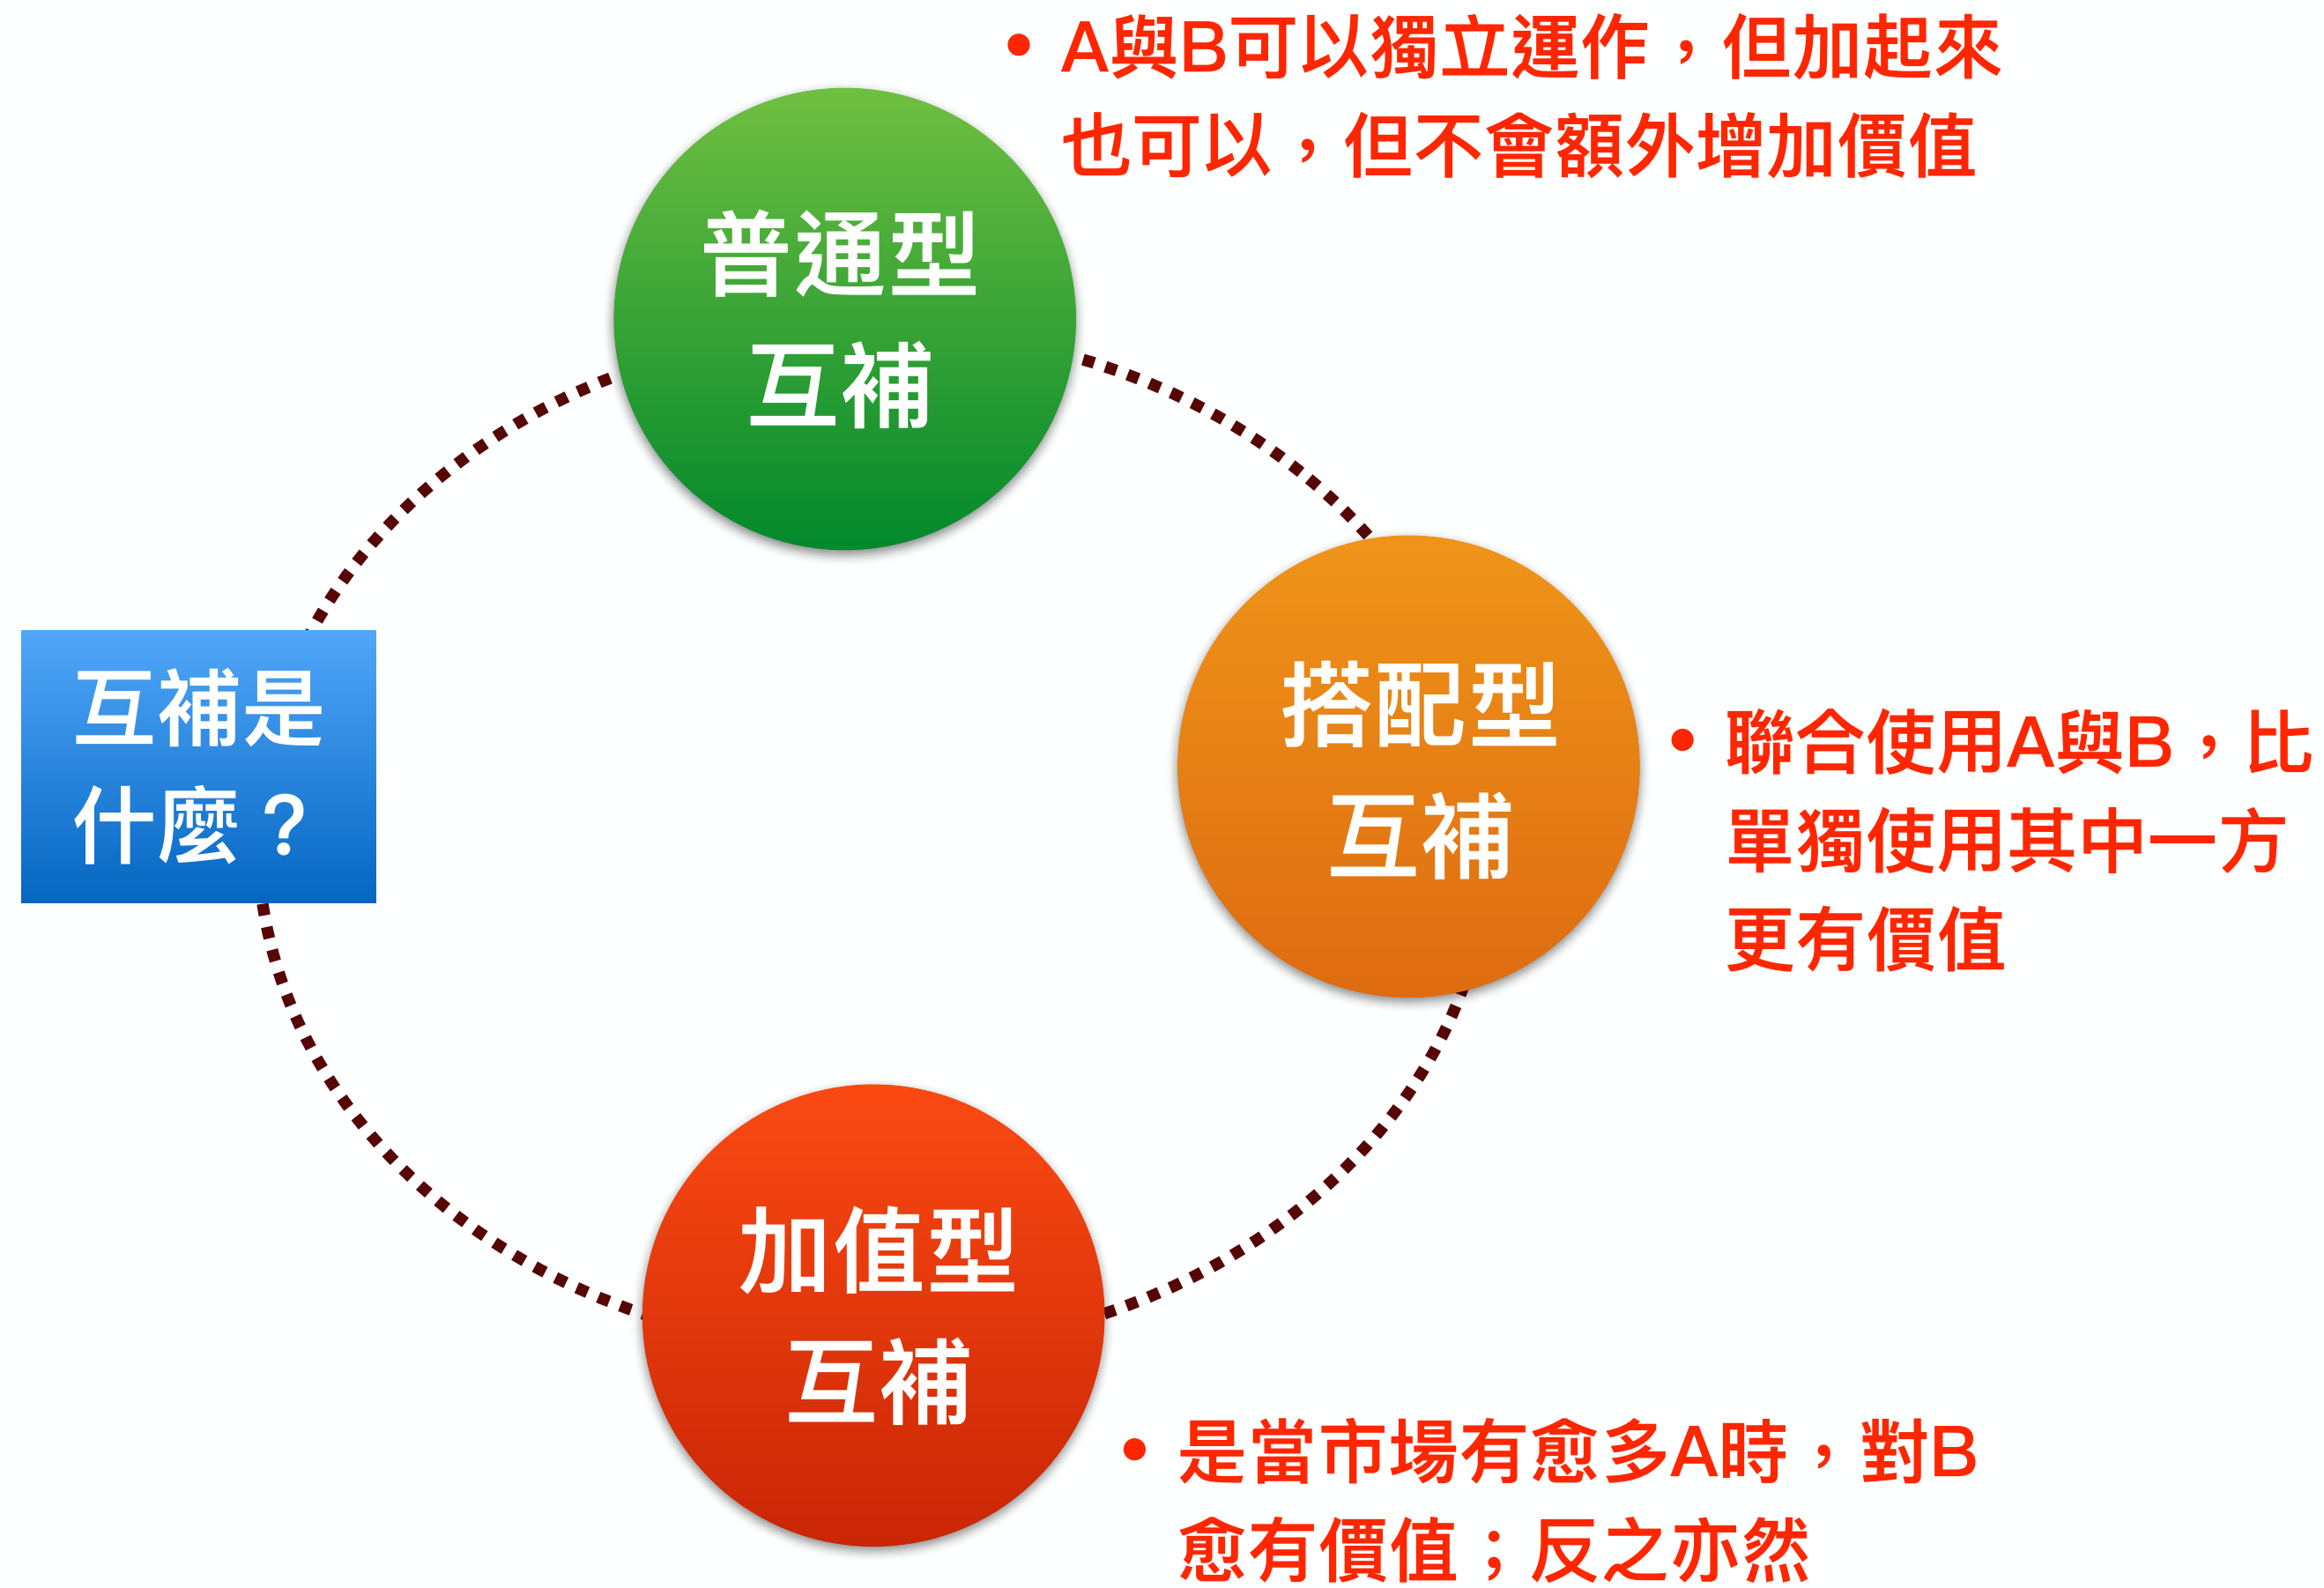 • A與B可以獨立運作，但加起來
也可以，但不會額外增加價值
普通型
互補
互補是
什麼？
搭配型
互補
• 聯合使用A與B，比
單獨使用其中一方
更有價值
加值型
互補
• 是當市場有愈多A時，對B
愈有價值；反之亦然